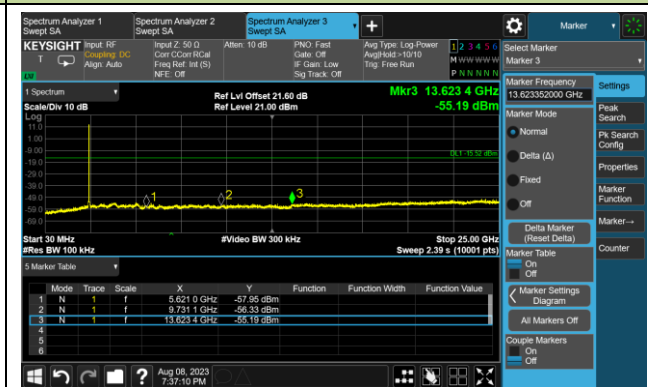 Spectrum Analyzer 1
Swept SA
Spectrum Analyzer 2
Swept SA
Spectrum Analyzer 3
Swept SA
Marker
KEYSIGHT
T
Input: RF
Coupling: DC
Align: Auto
Input Z: 50 Ω
Corr CCorr RCal
Freq Ref: Int (S)
NFE: Off
Atten: 10 dB
PNO: Fast
Gate: Off
IF Gain: Low
Sig Track: Off
Avg Type: Log-Power
Avg|Hold:>10/10
Trig: Free Run
1 2 3 4 5 6
M W W W W W
P N N N N N
Select Marker
Marker 3
1 Spectrum
Scale/Div 10 dB
Log
Ref Lvl Offset 21.60 dB
Ref Level 21.00 dBm
Mkr3 13.623 4 GHz
-55.19 dBm
11.0
1.00
-9.00
-19.0
-29.0
-39.0
-49.0
-59.0
-69.0
DL1 -15.52 dBm
1
2
3
Start 30 MHz
#Res BW 100 kHz
#Video BW 300 kHz
Stop 25.00 GHz
Sweep 2.39 s (10001 pts)
5 Marker Table
Mode Trace Scale X Y Function Function Width Function Value
1 N 1 f 5.621 0 GHz -57.95 dBm
2 N 1 f 9.731 1 GHz -56.33 dBm
3 N 1 f 13.623 4 GHz -55.19 dBm
4
5
6
Marker Frequency
13.623352000 GHz
Marker Mode
Normal
Delta (Δ)
Fixed
Off
Delta Marker
(Reset Delta)
Marker Table
On
Off
Marker Settings
Diagram
All Markers Off
Couple Markers
On
Off
Settings
Peak
Search
Pk Search
Config
Properties
Marker
Function
Marker→
Counter
?
Aug 08, 2023
7:37:10 PM